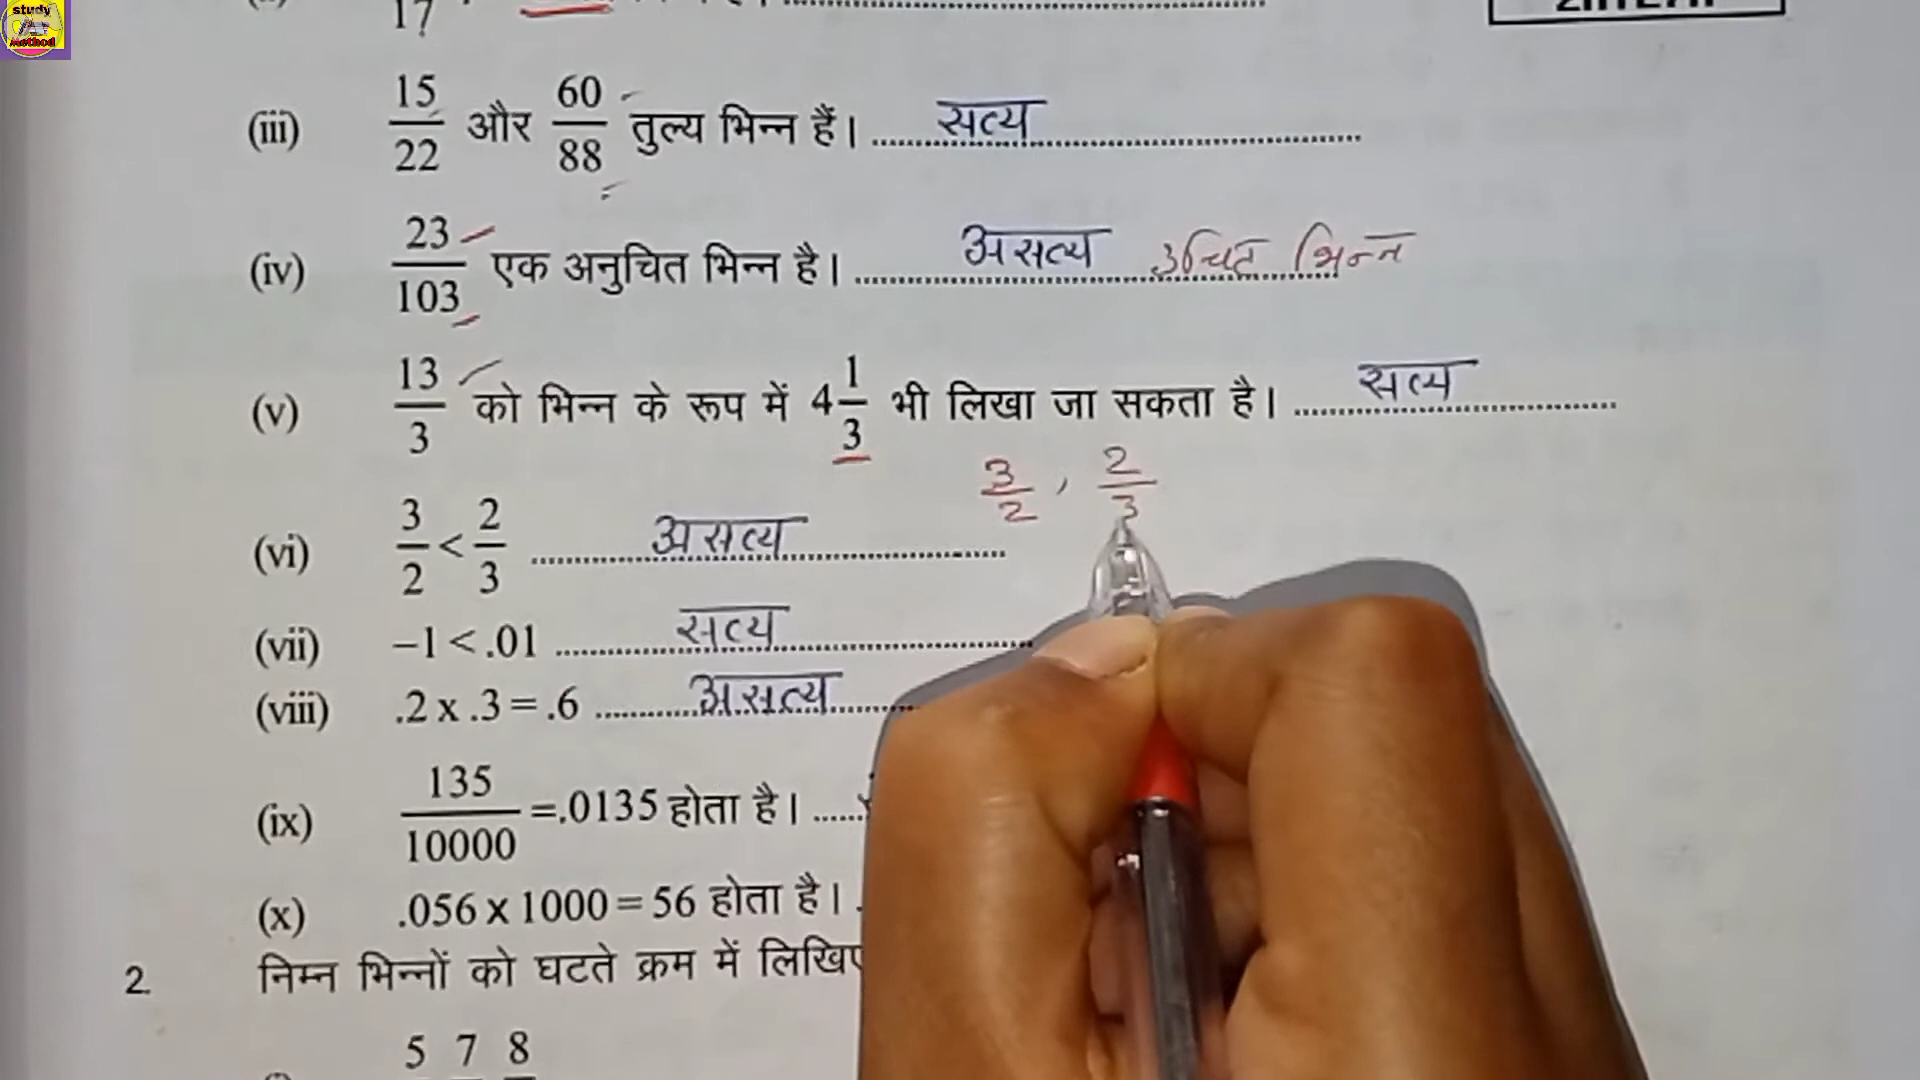 study
Method
17
(iii) 15/22 और 60/88 तुल्य भिन्न हैं। सत्य
(iv) 23/103 एक अनुचित भिन्न है। असत्य उचित भिन्न
(v) 13/3 को भिन्न के रूप में 4 1/3 भी लिखा जा सकता है। सत्य
3/2 , 2/3
(vi) 3/2 < 2/3 असत्य
(vii) –1 < .01 सत्य
(viii) .2 x .3 = .6 असत्य
(ix) 135/10000 = .0135 होता है।
(x) .056 x 1000 = 56 होता है।
2. निम्न भिन्नों को घटते क्रम में
5 7 8